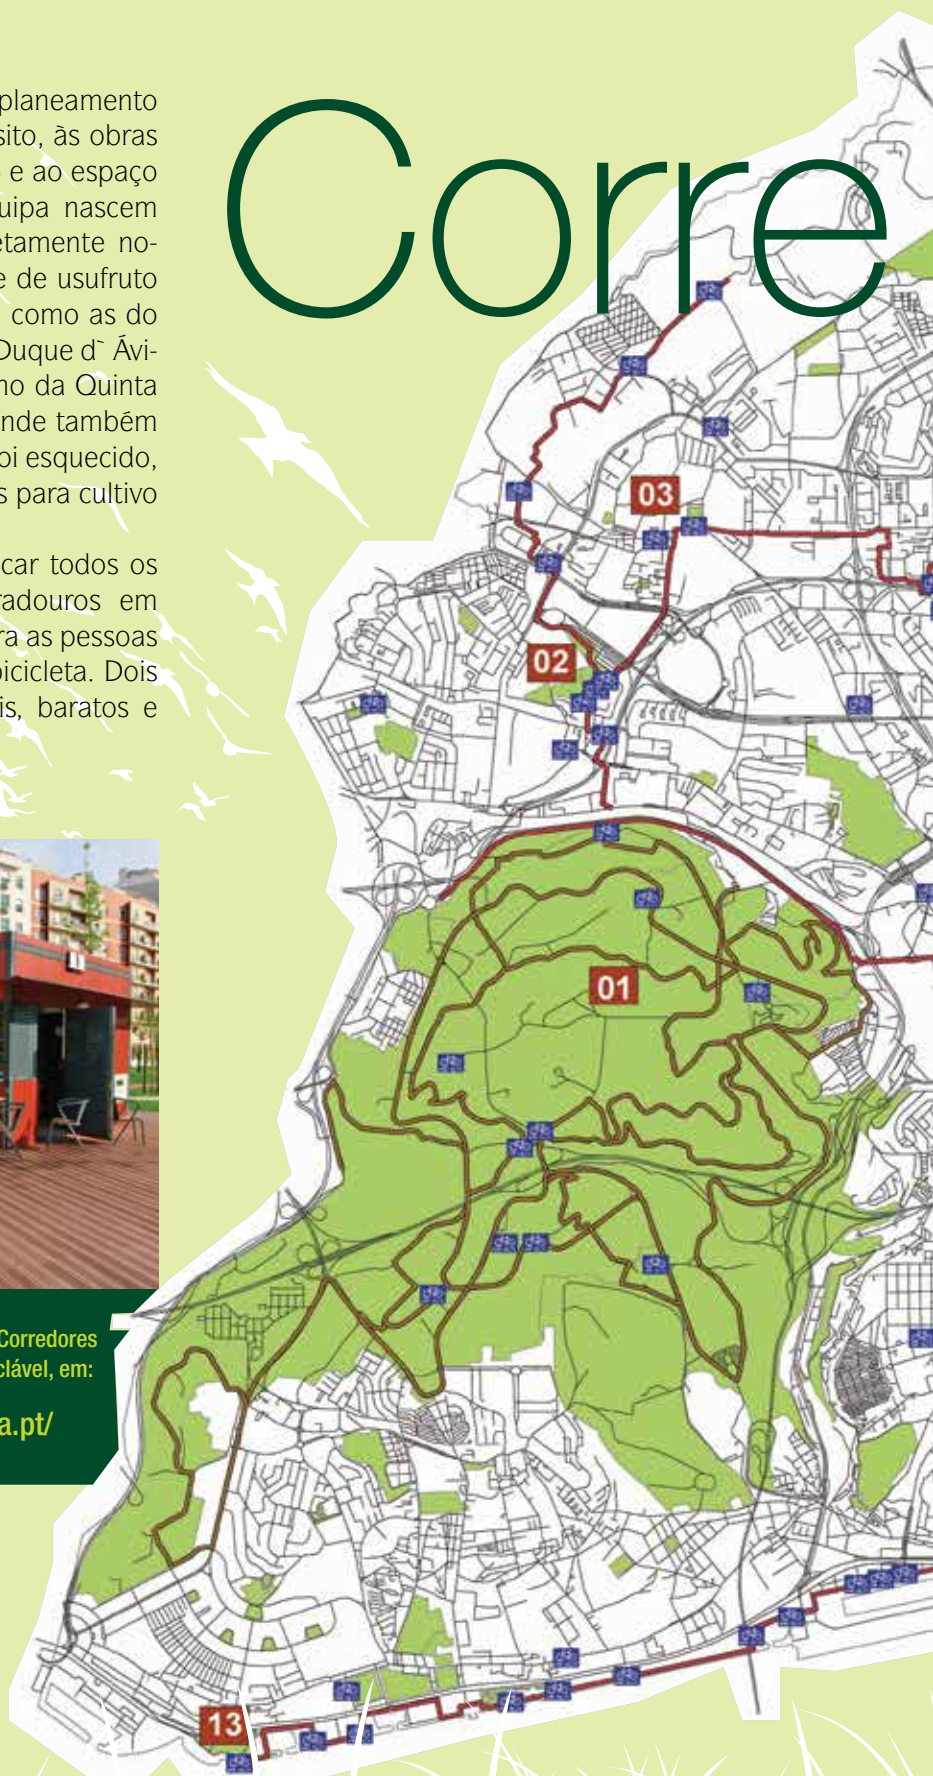 planeamento
sito, às obras
e ao espaço
uipa nascem
etamente no-
e de usufruto
como as do
Duque d` Ávi-
no da Quinta
nde também
oi esquecido,
s para cultivo
car todos os
radouros em
ra as pessoas
bicicleta. Dois
is, baratos e
Corredores
clável, em:
a.pt/
Corre
03
02
01
13